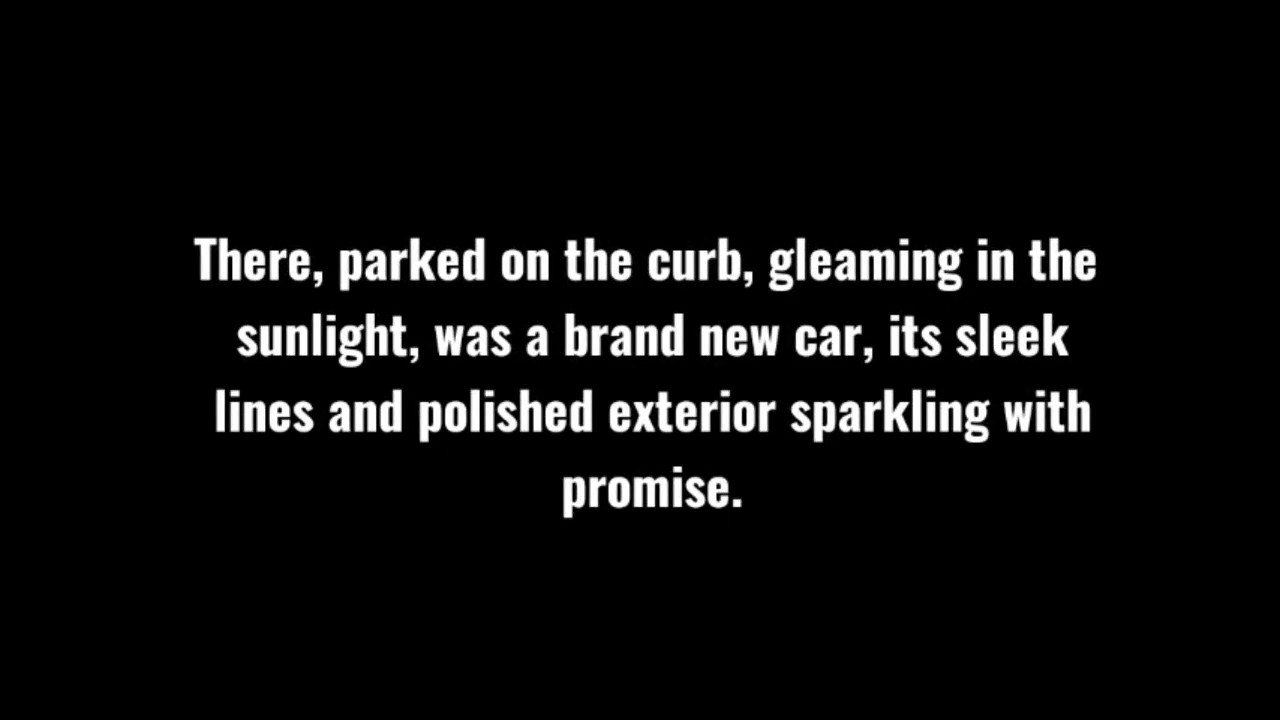 There, parked on the curb, gleaming in the
sunlight, was a brand new car, its sleek
lines and polished exterior sparkling with
promise.